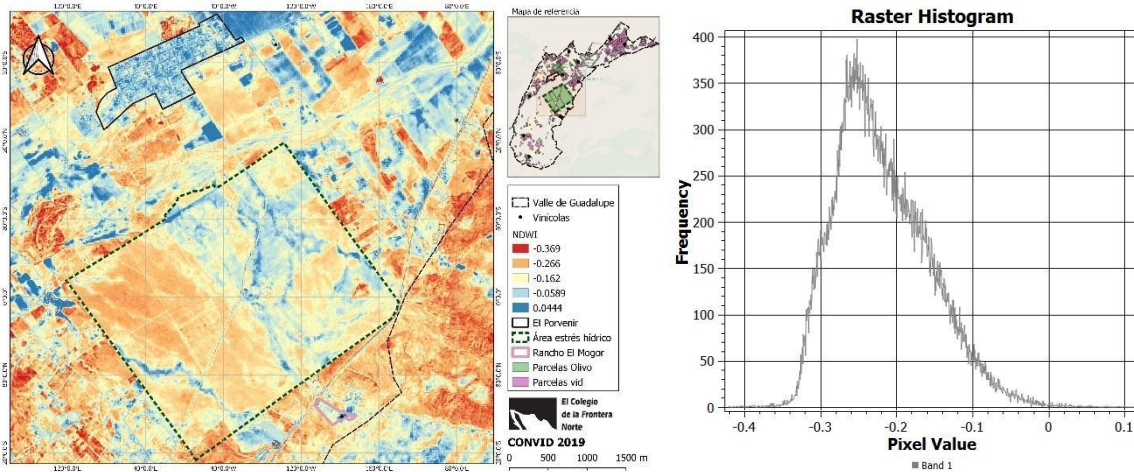 Mapa de referencia
Valle de Guadalupe
Vinícolas
NDWI
-0.369
-0.266
-0.162
-0.0589
0.0444
El Porvenir
Área estrés hídrico
Rancho El Mogor
Parcelas Olivo
Parcelas vid
El Colegio
de la Frontera
Norte
CONVID 2019
0 500 1000 1500 m
Raster Histogram
Frequency
400
350
300
250
200
150
100
50
0
-0.4 -0.3 -0.2 -0.1 0 0.1
Pixel Value
Band 1